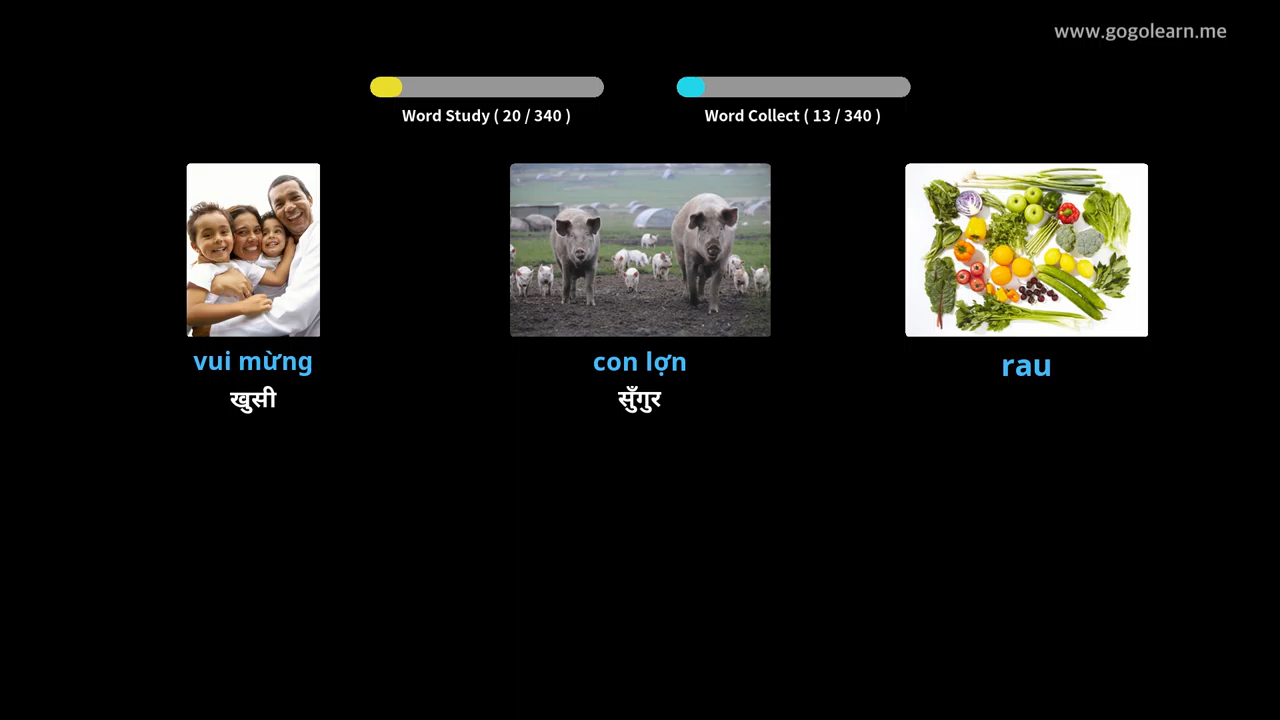 www.gogolearn.me
Word Study ( 20 / 340 )
Word Collect ( 13 / 340 )
vui mừng
खुसी
con lợn
सुँगुर
rau